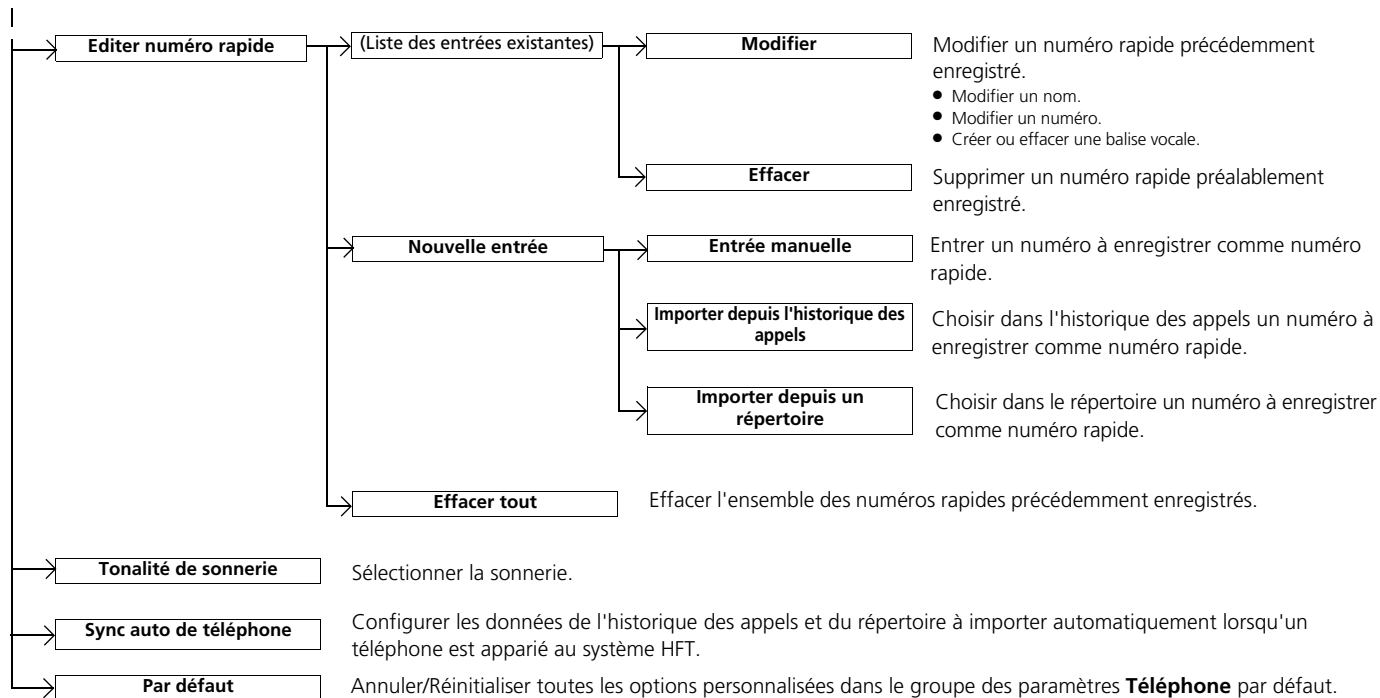 Editer numéro rapide
(Liste des entrées existantes)
Modifier
Modifier un numéro rapide précédemment
enregistré.
● Modifier un nom.
● Modifier un numéro.
● Créer ou effacer une balise vocale.
Effacer
Supprimer un numéro rapide préalablement
enregistré.
Nouvelle entrée
Entrée manuelle
Entrer un numéro à enregistrer comme numéro
rapide.
Importer depuis l'historique des
appels
Choisir dans l'historique des appels un numéro à
enregistrer comme numéro rapide.
Importer depuis un
répertoire
Choisir dans le répertoire un numéro à enregistrer
comme numéro rapide.
Effacer tout
Effacer l'ensemble des numéros rapides précédemment enregistrés.
Tonalité de sonnerie
Sélectionner la sonnerie.
Sync auto de téléphone
Configurer les données de l'historique des appels et du répertoire à importer automatiquement lorsqu'un
téléphone est apparié au système HFT.
Par défaut
Annuler/Réinitialiser toutes les options personnalisées dans le groupe des paramètres Téléphone par défaut.